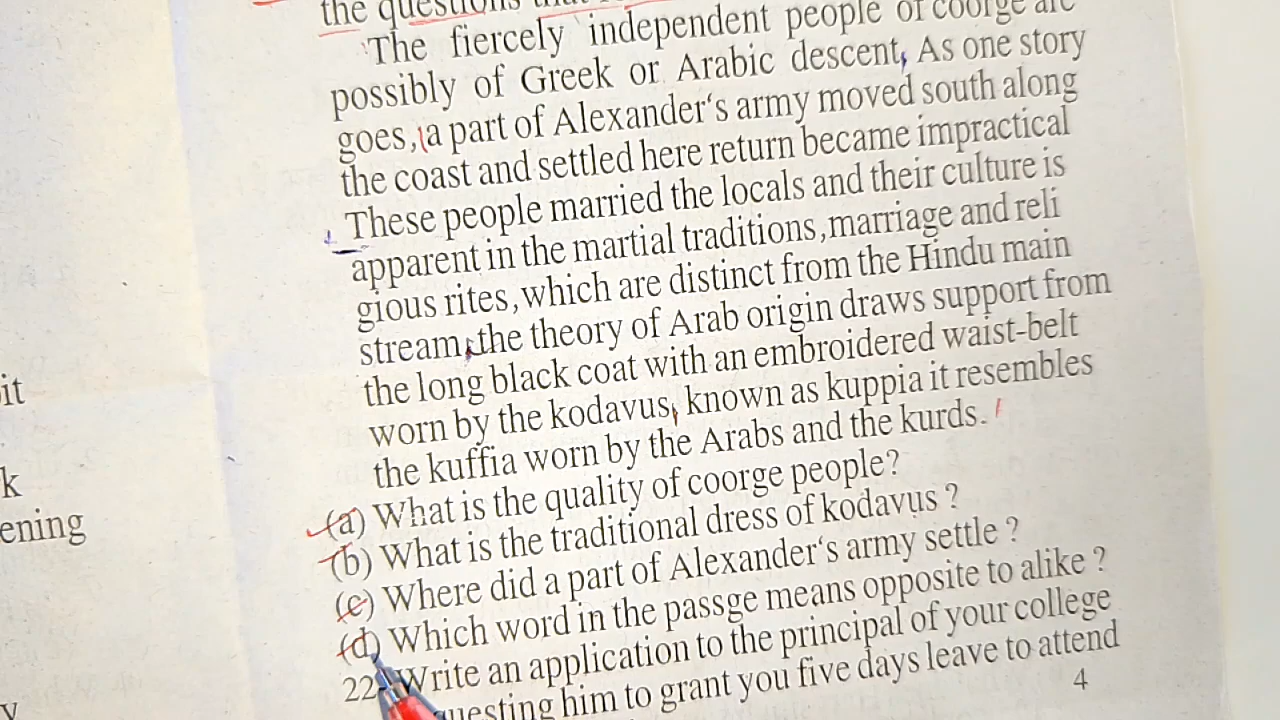 the questions
The fiercely independent people of coorge are
possibly of Greek or Arabic descent, As one story
goes, a part of Alexander's army moved south along
the coast and settled here return became impractical
These people married the locals and their culture is
apparent in the martial traditions, marriage and reli
gious rites, which are distinct from the Hindu main
stream, the theory of Arab origin draws support from
the long black coat with an embroidered waist-belt
worn by the kodavus, known as kuppia it resembles
the kuffia worn by the Arabs and the kurds.
(a) What is the quality of coorge people?
(b) What is the traditional dress of kodavus ?
(c) Where did a part of Alexander's army settle ?
(d) Which word in the passge means opposite to alike ?
22. Write an application to the principal of your college
questing him to grant you five days leave to attend
4
it
k
ening
y